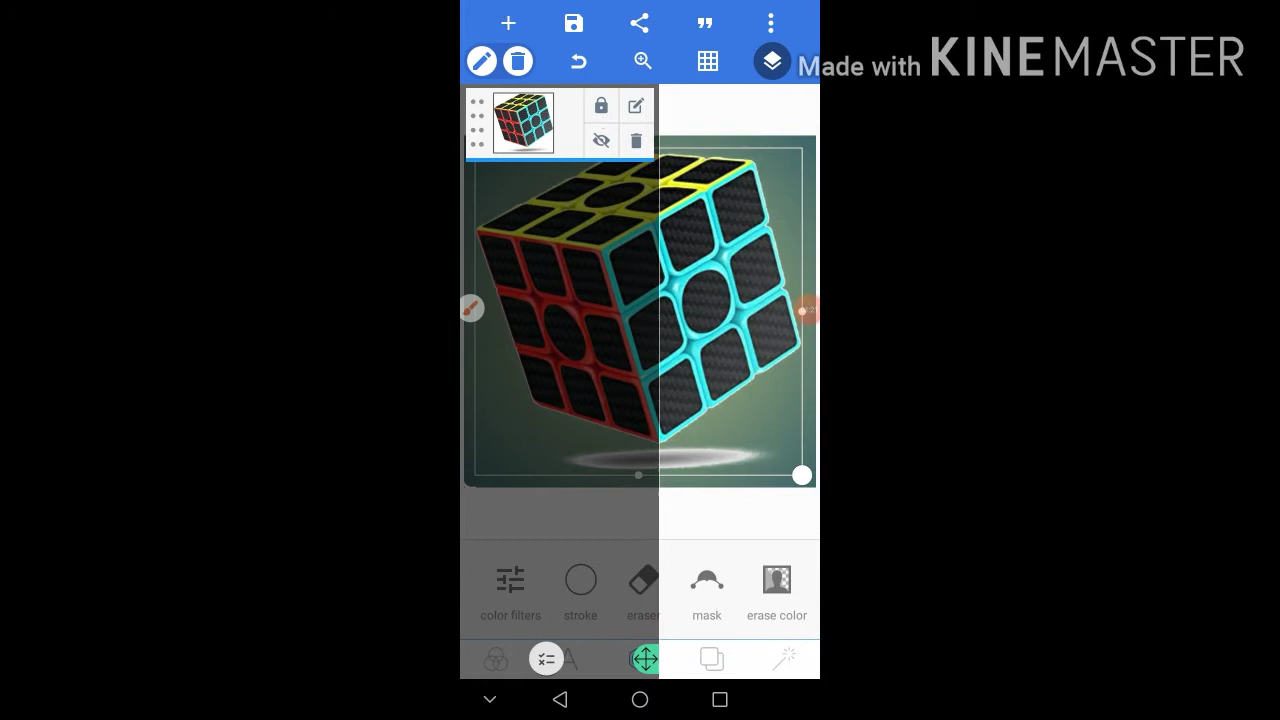 Made with KINEMASTER
color filters
stroke
eraser
mask
erase color